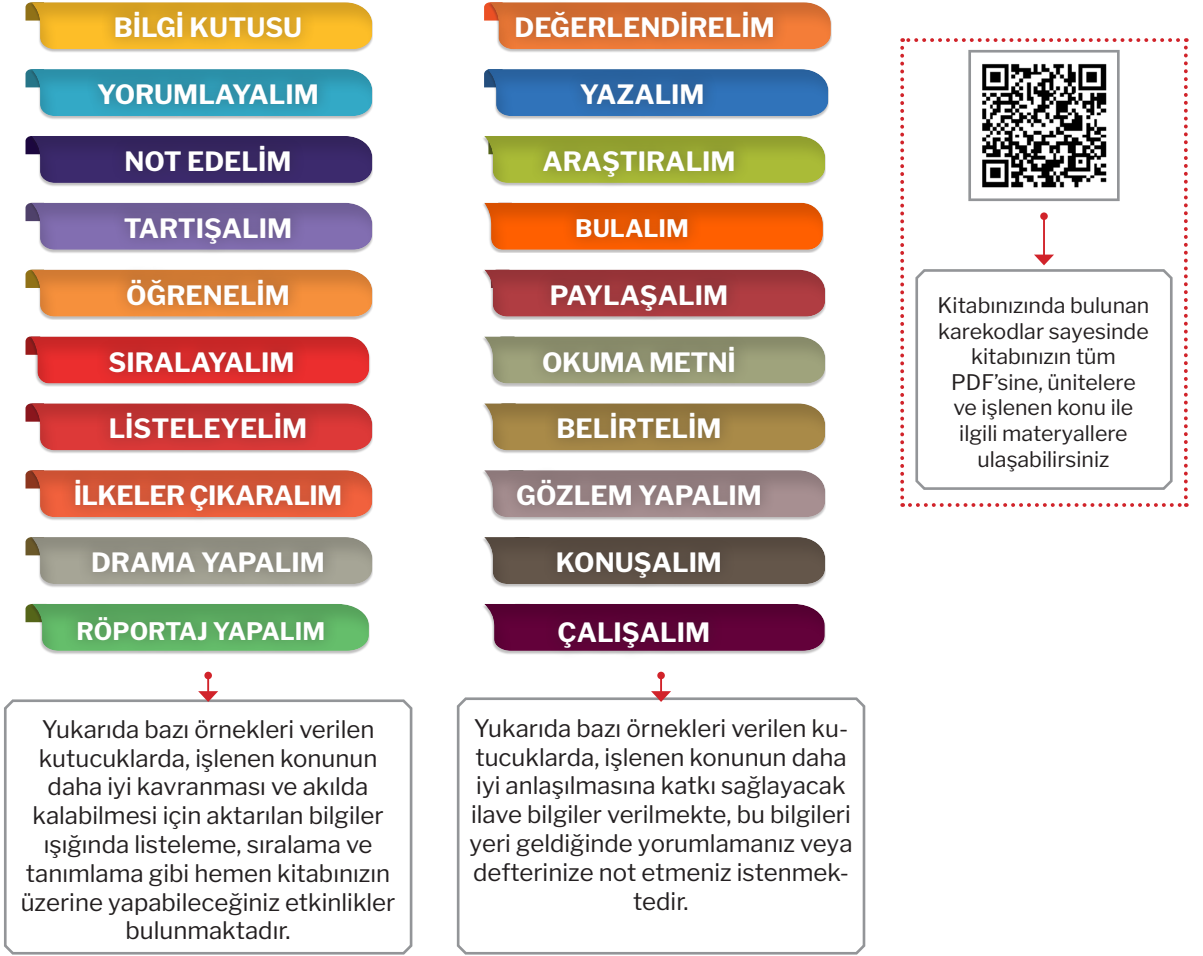 BİLGİ KUTUSU
YORUMLAYALIM
NOT EDELİM
TARTIŞALIM
ÖĞRENELİM
SIRALAYALIM
LİSTELEYELİM
İLKELER ÇIKARALIM
DRAMA YAPALIM
RÖPORTAJ YAPALIM
Yukarıda bazı örnekleri verilen
kutucuklarda, işlenen konunun
daha iyi kavranması ve akılda
kalabilmesi için aktarılan bilgiler
ışığında listeleme, sıralama ve
tanımlama gibi hemen kitabınızın
üzerine yapabileceğiniz etkinlikler
bulunmaktadır.
DEĞERLENDİRELİM
YAZALIM
ARAŞTIRALIM
BULALIM
PAYLAŞALIM
OKUMA METNİ
BELİRTELİM
GÖZLEM YAPALIM
KONUŞALIM
ÇALIŞALIM
Yukarıda bazı örnekleri verilen ku-
tucuklarda, işlenen konunun daha
iyi anlaşılmasına katkı sağlayacak
ilave bilgiler verilmekte, bu bilgileri
yeri geldiğinde yorumlamanız veya
defterinize not etmeniz istenmek-
tedir.
Kitabınızında bulunan
karekodlar sayesinde
kitabınızın tüm
PDF’sine, ünitelere
ve işlenen konu ile
ilgili materyallere
ulaşabilirsiniz